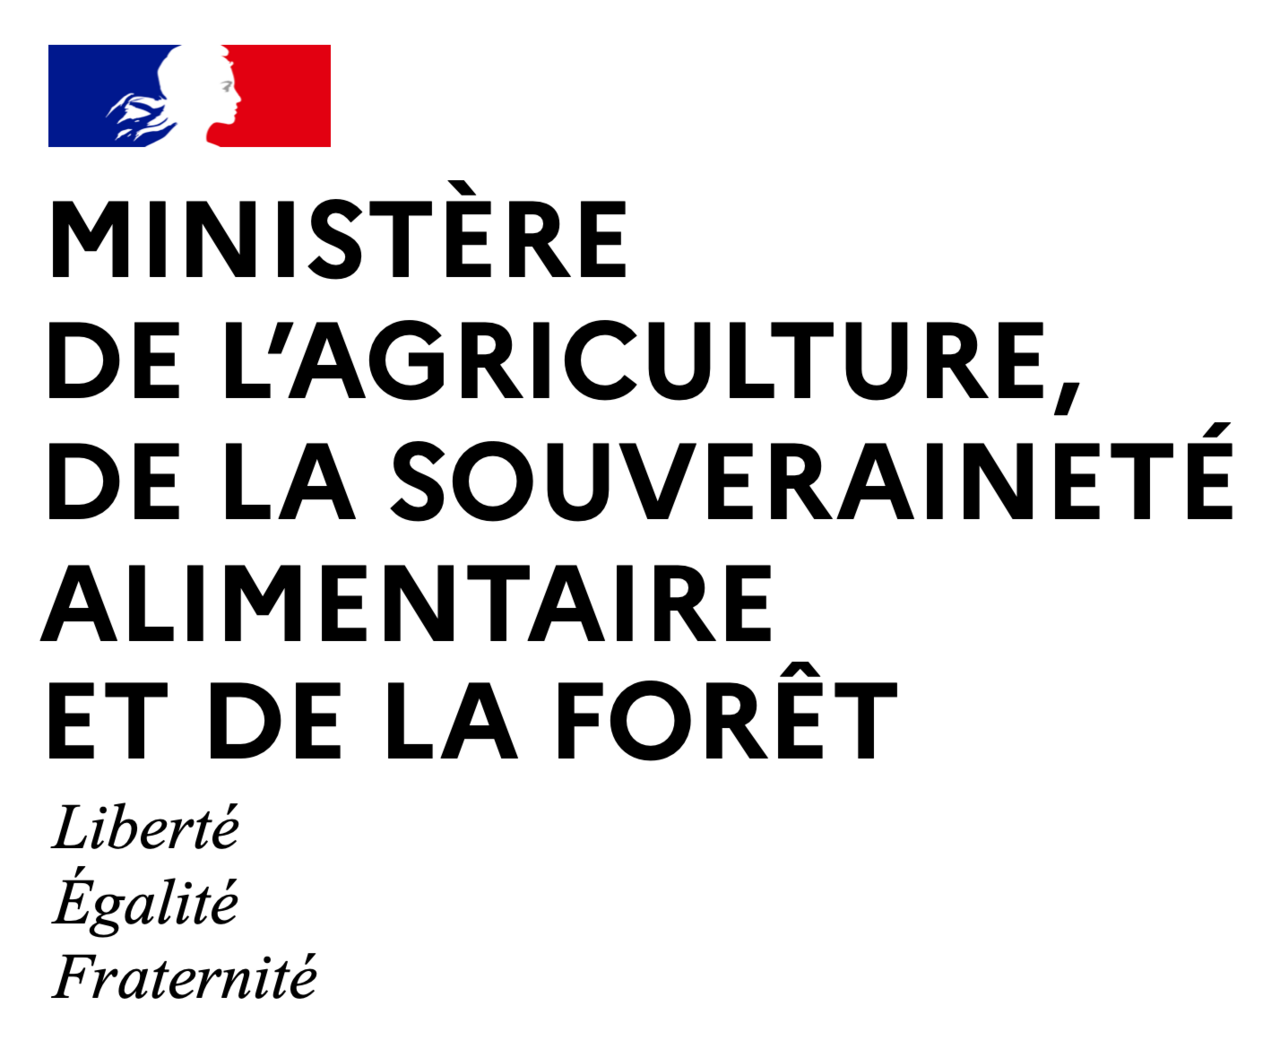 MINISTÈRE
DE L’AGRICULTURE,
DE LA SOUVERAINETÉ
ALIMENTAIRE
ET DE LA FORÊT
Liberté
Égalité
Fraternité